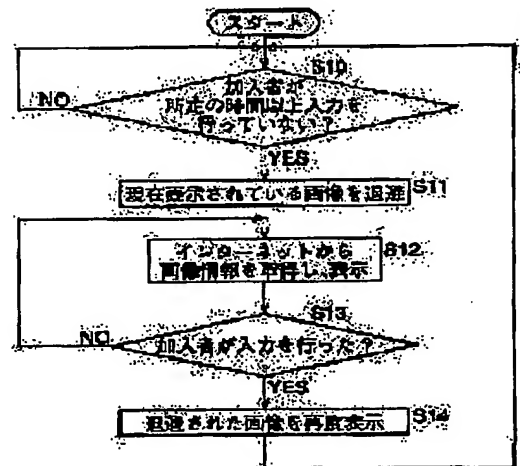 スタート
S10
加入者が
所定の時間以上入力を
行っていない？
NO
YES
現在表示されている画像を退避
S11
インターネットから
画像情報を取得し、表示
S12
S13
加入者が入力を行った？
NO
YES
退避された画像を再度表示
S14